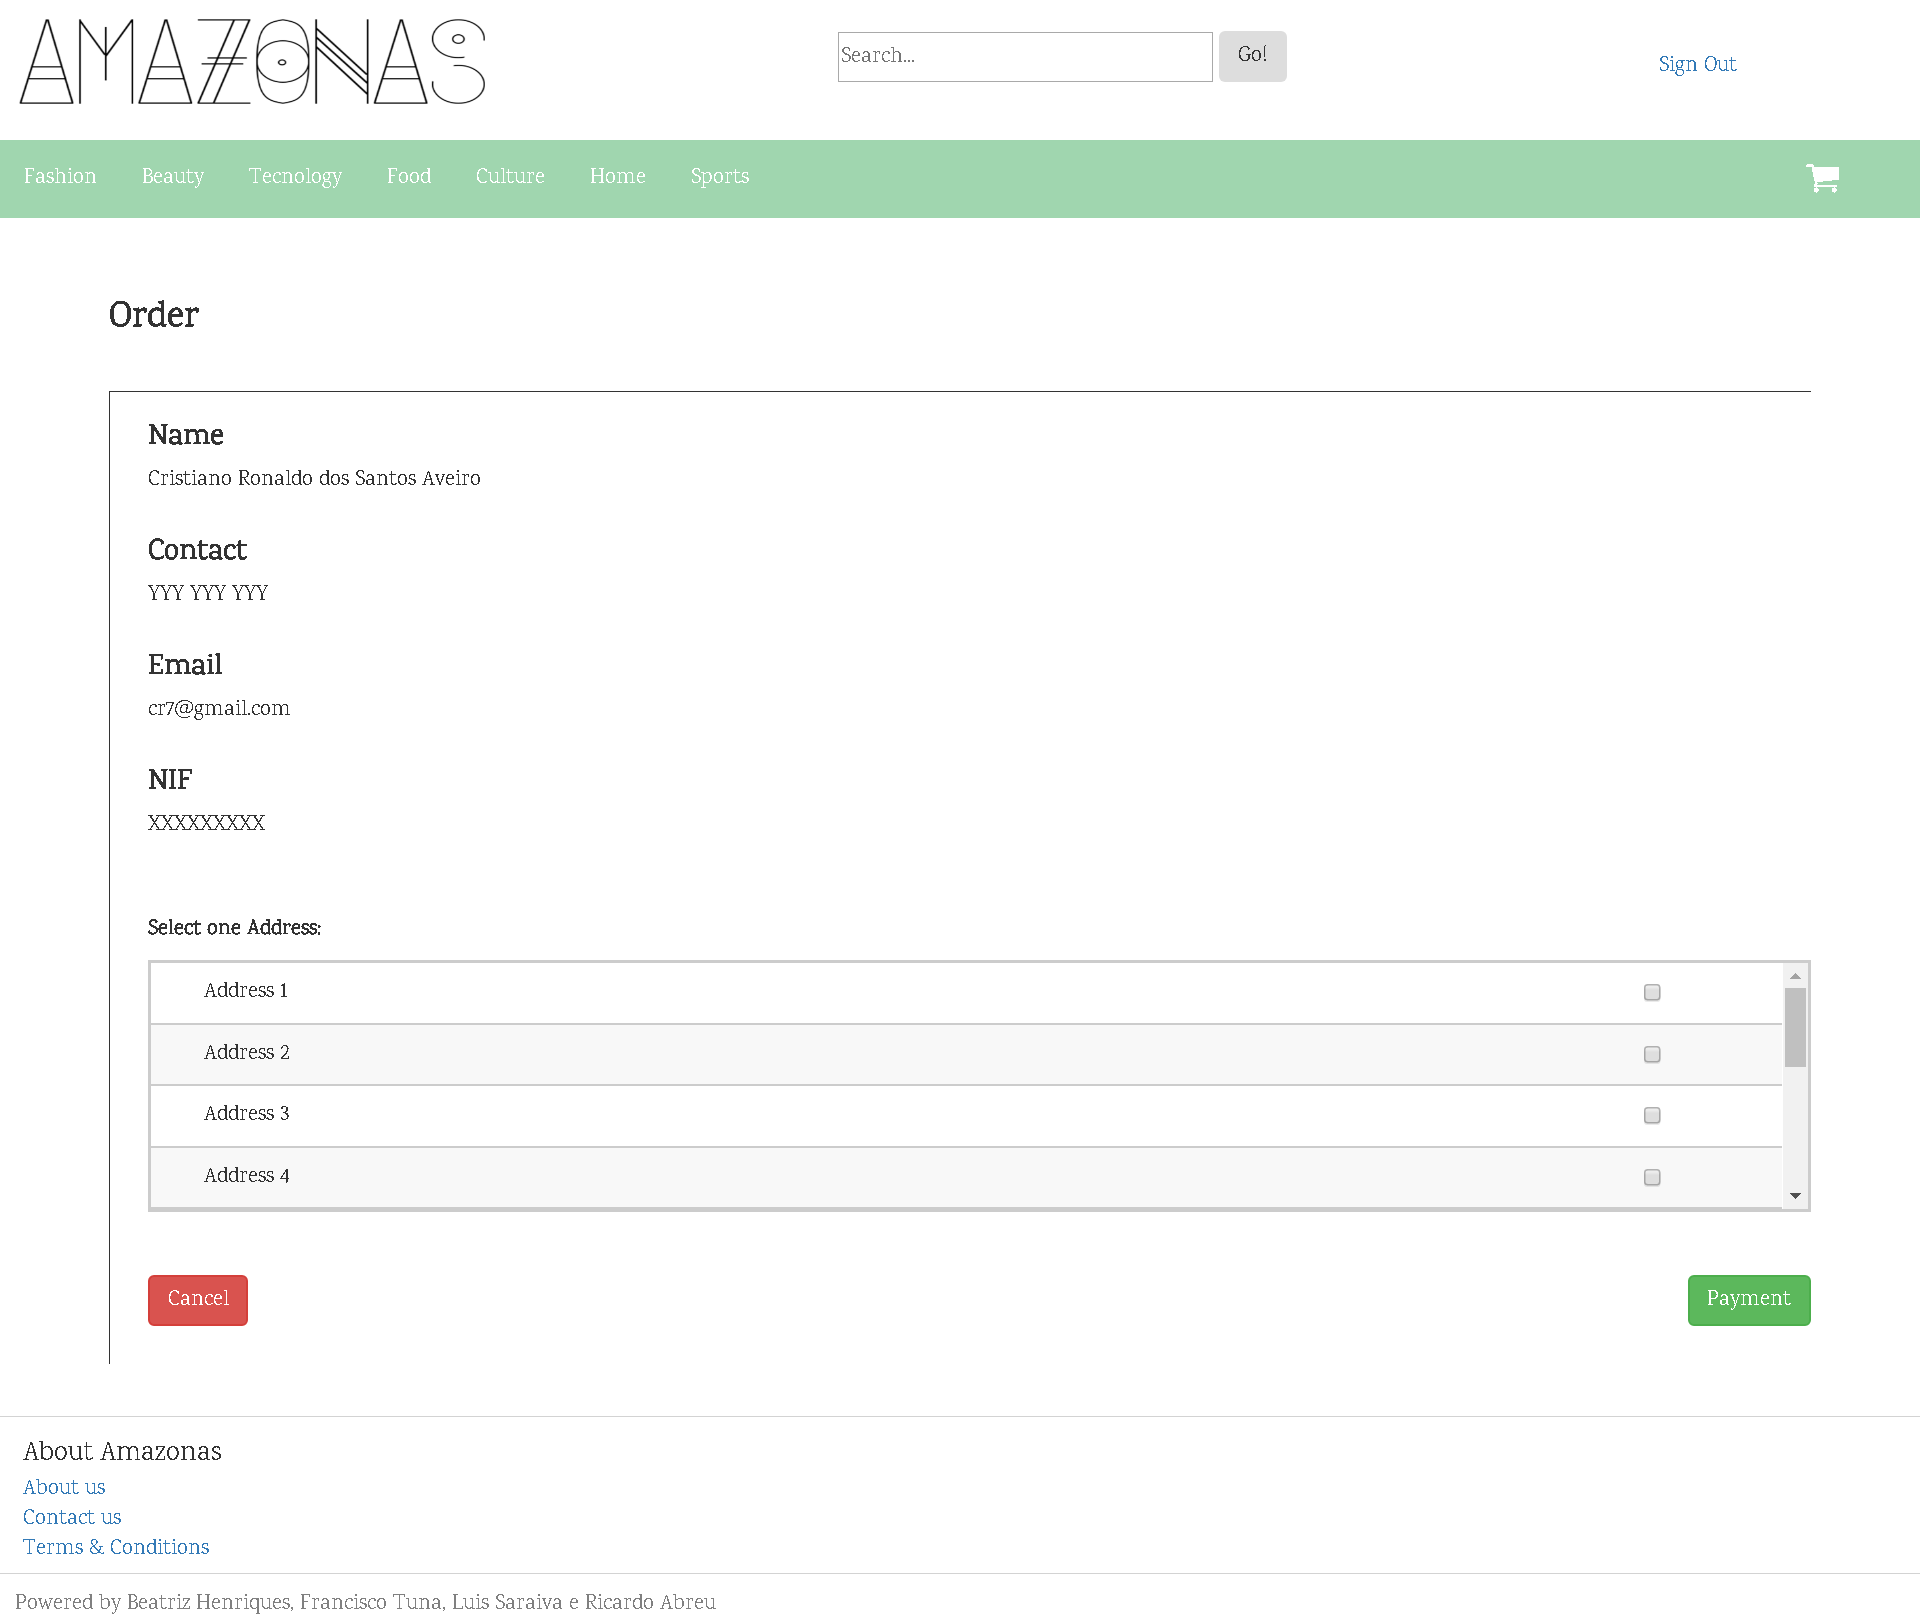 AMAZONAS
Search...
Go!
Sign Out
Fashion Beauty Tecnology Food Culture Home Sports
Order
Name
Cristiano Ronaldo dos Santos Aveiro
Contact
YYY YYY YYY
Email
cr7@gmail.com
NIF
XXXXXXXXX
Select one Address:
Address 1
Address 2
Address 3
Address 4
Cancel
Payment
About Amazonas
About us
Contact us
Terms & Conditions
Powered by Beatriz Henriques, Francisco Tuna, Luis Saraiva e Ricardo Abreu